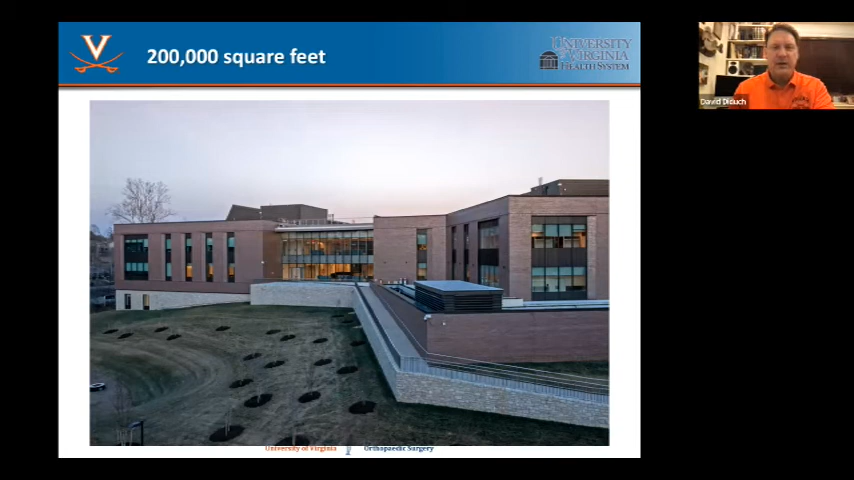 200,000 square feet
UNIVERSITY
of VIRGINIA
HEALTH SYSTEM
David Diduch
University of Virginia
Orthopaedic Surgery